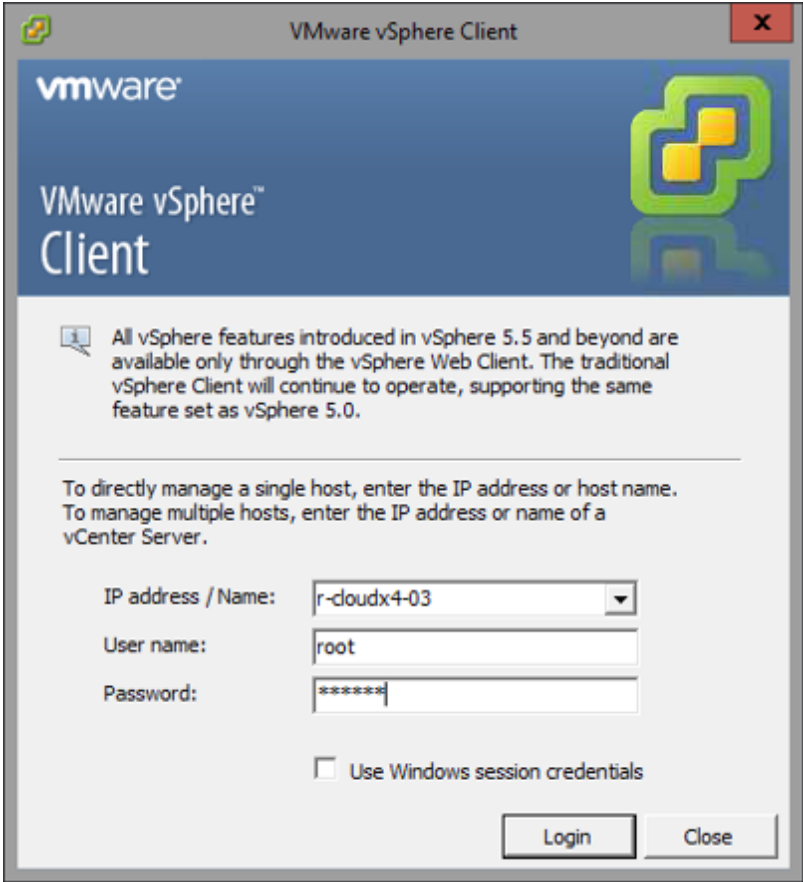 VMware vSphere Client
x
vmware®
VMware vSphere™
Client
All vSphere features introduced in vSphere 5.5 and beyond are
available only through the vSphere Web Client. The traditional
vSphere Client will continue to operate, supporting the same
feature set as vSphere 5.0.
To directly manage a single host, enter the IP address or host name.
To manage multiple hosts, enter the IP address or name of a
vCenter Server.
IP address / Name: r-cloudx4-03
User name: root
Password: ******
Use Windows session credentials
Login Close